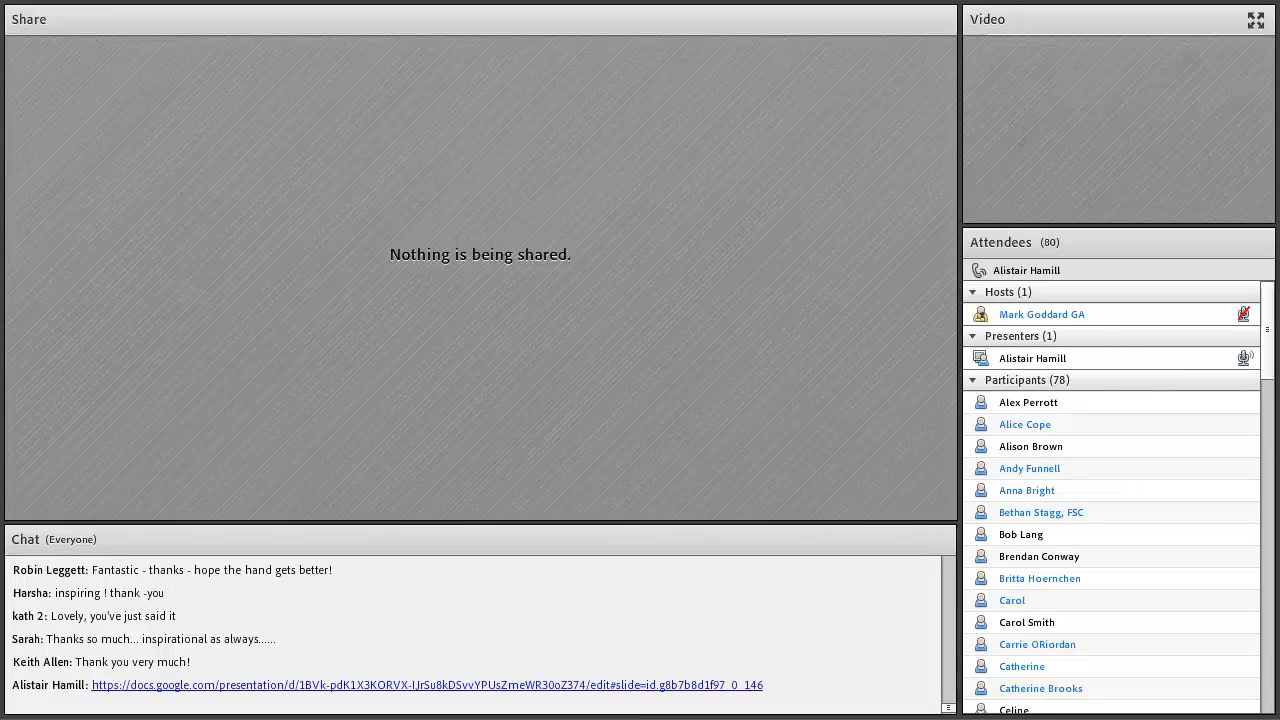 Share
Nothing is being shared.
Video
Attendees (80)
Alistair Hamill
Hosts (1)
Mark Goddard GA
Presenters (1)
Alistair Hamill
Participants (78)
Alex Perrott
Alice Cope
Alison Brown
Andy Funnell
Anna Bright
Bethan Stagg, FSC
Bob Lang
Brendan Conway
Britta Hoernchen
Carol
Carol Smith
Carrie ORiordan
Catherine
Catherine Brooks
Celine
Chat (Everyone)
Robin Leggett: Fantastic - thanks - hope the hand gets better!
Harsha: inspiring ! thank -you
kath 2: Lovely, you've just said it
Sarah: Thanks so much... inspirational as always......
Keith Allen: Thank you very much!
Alistair Hamill: https://docs.google.com/presentation/d/1BVk-pdK1X3KORVX-IJrSu8kDSvvYPUsZmeWR30oZ374/edit#slide=id.g8b7b8d1f97_0_146